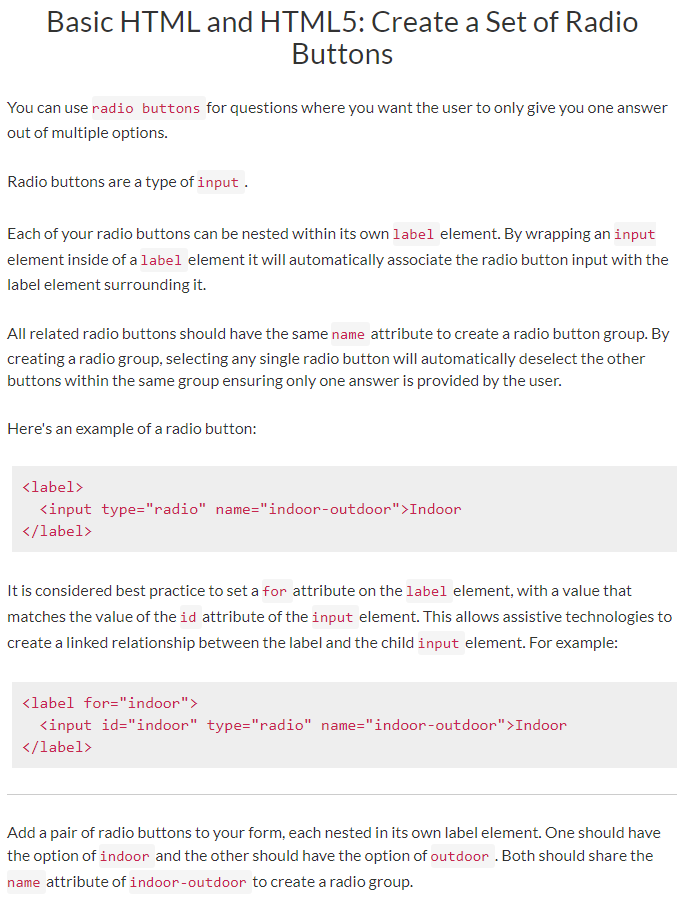 Basic HTML and HTML5: Create a Set of Radio
Buttons
You can use radio buttons for questions where you want the user to only give you one answer
out of multiple options.
Radio buttons are a type of input .
Each of your radio buttons can be nested within its own label element. By wrapping an input
element inside of a label element it will automatically associate the radio button input with the
label element surrounding it.
All related radio buttons should have the same name attribute to create a radio button group. By
creating a radio group, selecting any single radio button will automatically deselect the other
buttons within the same group ensuring only one answer is provided by the user.
Here's an example of a radio button:
<label>
  <input type="radio" name="indoor-outdoor">Indoor
</label>
It is considered best practice to set a for attribute on the label element, with a value that
matches the value of the id attribute of the input element. This allows assistive technologies to
create a linked relationship between the label and the child input element. For example:
<label for="indoor">
  <input id="indoor" type="radio" name="indoor-outdoor">Indoor
</label>
Add a pair of radio buttons to your form, each nested in its own label element. One should have
the option of indoor and the other should have the option of outdoor . Both should share the
name attribute of indoor-outdoor to create a radio group.